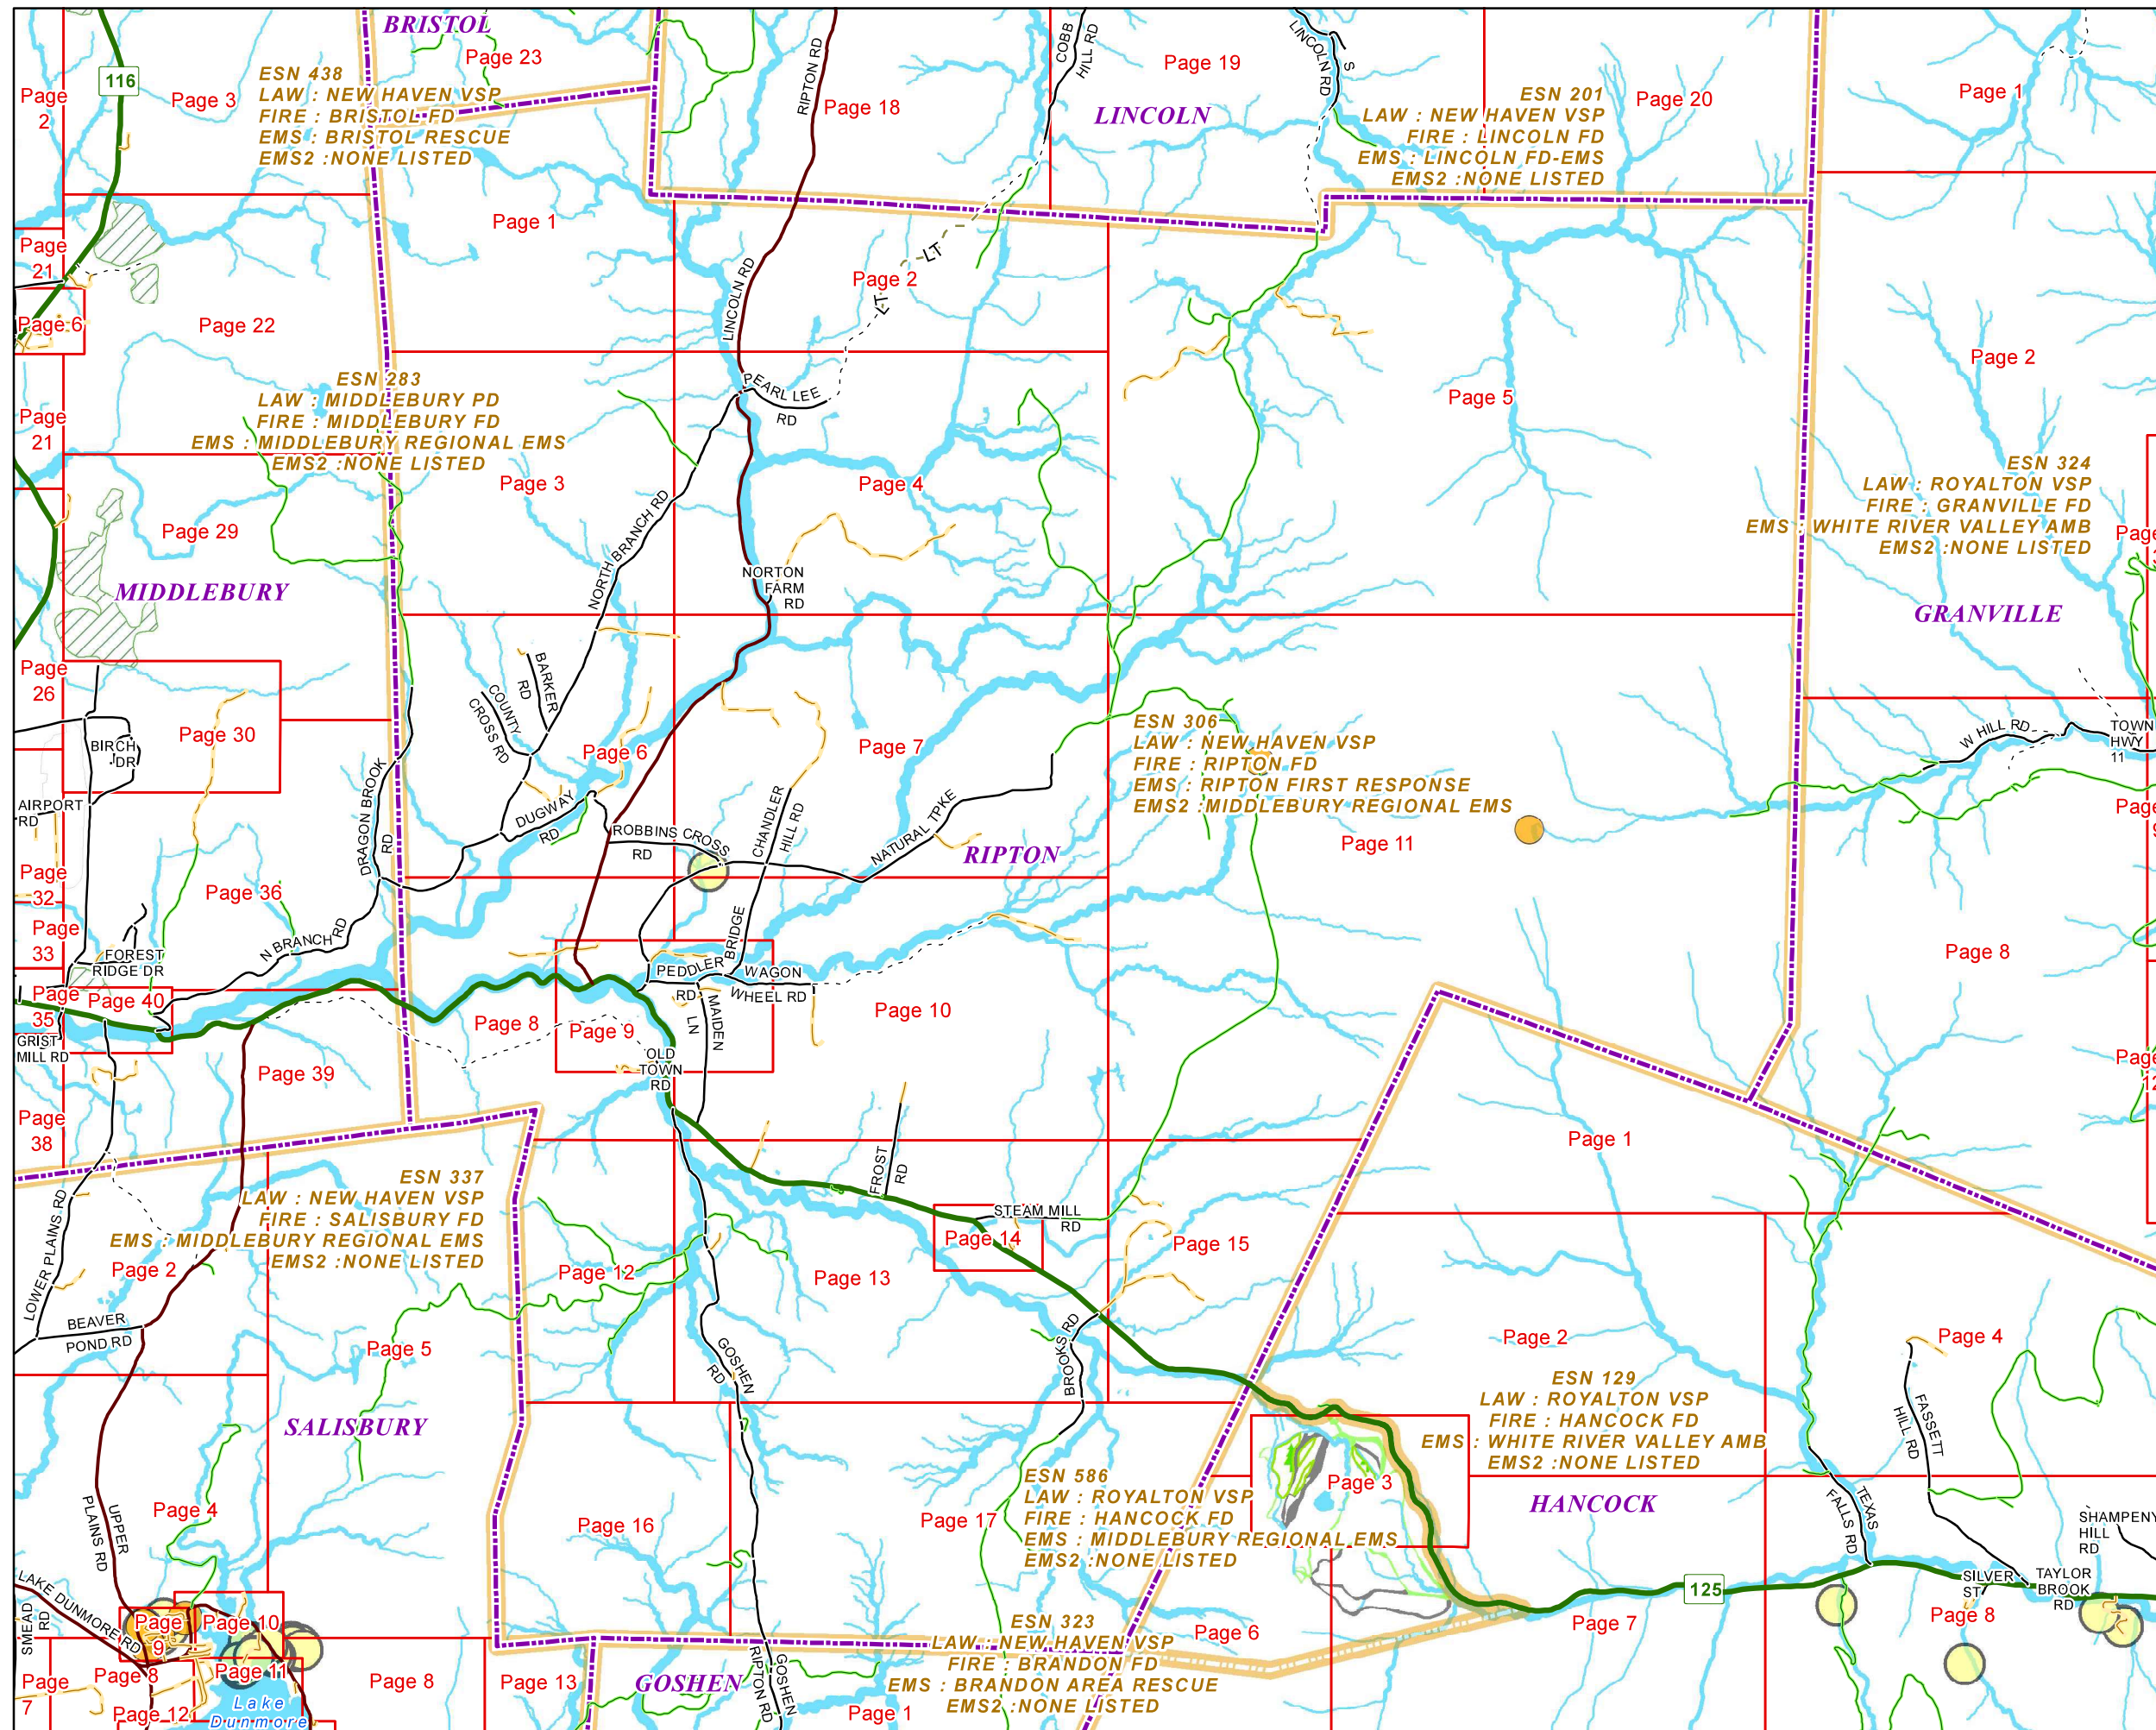 BRISTOL
Page 23
116
Page
2
Page 3
ESN 438
LAW : NEW HAVEN VSP
FIRE : BRISTOL FD
EMS : BRISTOL RESCUE
EMS2 :NONE LISTED
RIPTON RD
Page 18
COBB
HILL RD
Page 19
LINCOLN
S
LINCOLN RD
ESN 201
LAW : NEW HAVEN VSP
FIRE : LINCOLN FD
EMS : LINCOLN FD-EMS
EMS2 :NONE LISTED
Page 20
Page 1
Page
21
Page 1
Page 6
Page 22
LINCOLN RD
Page 2
LT
LT
Page 2
ESN 283
LAW : MIDDLEBURY PD
FIRE : MIDDLEBURY FD
EMS : MIDDLEBURY REGIONAL EMS
EMS2 :NONE LISTED
Page
21
PEARL LEE
RD
Page 5
Page 3
Page 4
Page 29
NORTH BRANCH RD
ESN 324
LAW : ROYALTON VSP
FIRE : GRANVILLE FD
EMS : WHITE RIVER VALLEY AMB
EMS2 :NONE LISTED
Page
MIDDLEBURY
NORTON
FARM
RD
GRANVILLE
Page
26
Page 30
BIRCH
DR
BARKER
RD
COUNTY
CROSS RD
Page 6
Page 7
ESN 306
LAW : NEW HAVEN VSP
FIRE : RIPTON FD
EMS : RIPTON FIRST RESPONSE
EMS2 :MIDDLEBURY REGIONAL EMS
W HILL RD
TOWN
HWY
11
AIRPORT
RD
DRAGON BROOK
RD
DUGWAY
RD
ROBBINS CROSS
RD
CHANDLER
HILL RD
NATURAL TPKE
RIPTON
Page 11
Page
Page
32
Page 36
Page
33
FOREST
RIDGE DR
N BRANCH RD
PEDDLER
BRIDGE
RD
WAGON
WHEEL RD
Page 8
Page
35
Page 40
GRIST
MILL RD
Page 8
Page 9
MAIDEN
LN
Page 10
OLD
TOWN
RD
Page 39
Page
12
Page
38
Page 1
FROST
RD
ESN 337
LAW : NEW HAVEN VSP
FIRE : SALISBURY FD
EMS : MIDDLEBURY REGIONAL EMS
EMS2 :NONE LISTED
LOWER PLAINS RD
Page 2
STEAM MILL
RD
Page 14
Page 15
Page 12
Page 13
BEAVER
POND RD
Page 5
GOSHEN
RD
BROOKS RD
Page 2
Page 4
ESN 129
LAW : ROYALTON VSP
FIRE : HANCOCK FD
EMS : WHITE RIVER VALLEY AMB
EMS2 :NONE LISTED
FASSETT
HILL RD
SALISBURY
Page 3
HANCOCK
UPPER
PLAINS RD
Page 4
Page 16
Page 17
ESN 586
LAW : ROYALTON VSP
FIRE : HANCOCK FD
EMS : MIDDLEBURY REGIONAL EMS
EMS2 :NONE LISTED
TEXAS
FALLS RD
SHAMPENY
HILL
RD
LAKE DUNMORE RD
SMEAD
RD
Page
9
Page 10
125
SILVER
ST
TAYLOR
BROOK
RD
Page 8
Page 7
Page 6
ESN 323
LAW : NEW HAVEN VSP
FIRE : BRANDON FD
EMS : BRANDON AREA RESCUE
EMS2 :NONE LISTED
Page
7
Page 8
Page 11
Page 12
Lake
Dunmore
Page 8
Page 13
GOSHEN
GOSHEN
RIPTON RD
Page 1